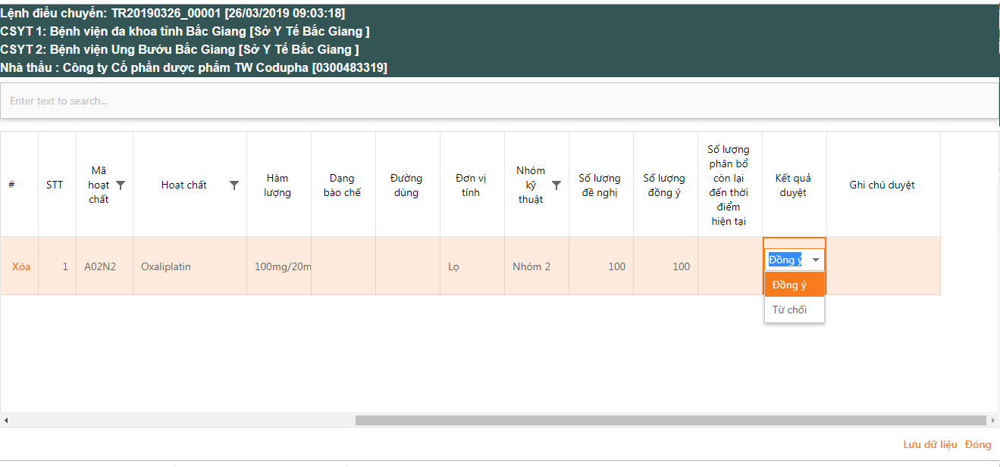 Lệnh điều chuyển: TR20190326_00001 [26/03/2019 09:03:18]
CSYT 1: Bệnh viện đa khoa tỉnh Bắc Giang [Sở Y Tế Bắc Giang ]
CSYT 2: Bệnh viện Ung Bướu Bắc Giang [Sở Y Tế Bắc Giang ]
Nhà thầu : Công ty Cổ phần dược phẩm TW Codupha [0300483319]
Enter text to search...
#
STT
Mã
hoạt
chất
Hoạt chất
Hàm
lượng
Dạng
bào chế
Đường
dùng
Đơn vị
tính
Nhóm
kỹ
thuật
Số lượng
đề nghị
Số lượng
đồng ý
Số lượng
phân bổ
còn lại
đến thời
điểm
hiện tại
Kết quả
duyệt
Ghi chú duyệt
Xóa 1 A02N2 Oxaliplatin 100mg/20m Lọ Nhóm 2 100 100 Đồng ý
Đồng ý
Từ chối
Lưu dữ liệu Đóng